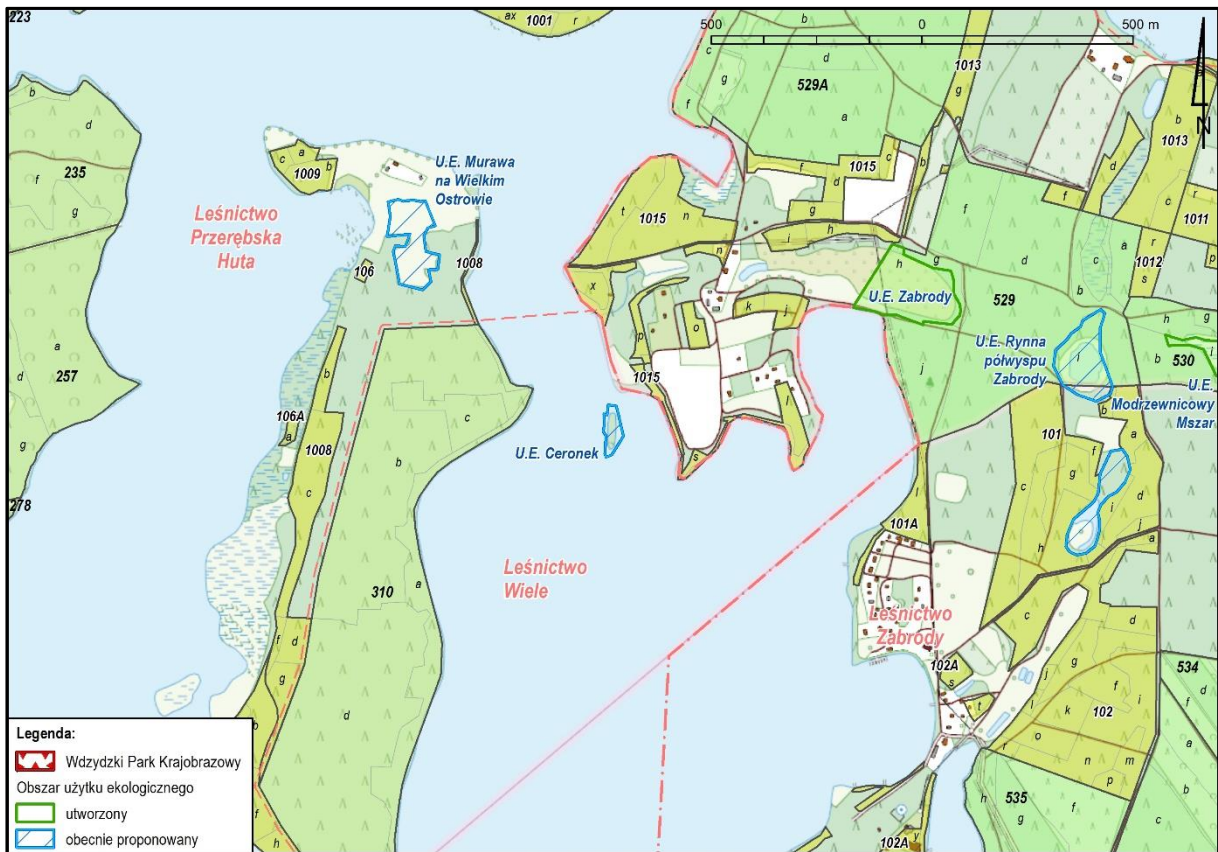 223
ax
1001
r
500
0
500 m
b
c
d
g
529A
1013
g
f
a
N
b
1013
d
235
f
g
c
a
b
1009
U.E. Murawa
na Wielkim
Ostrowie
f
c
1015
d
b
g
d
f
c
r
1011
Leśnictwo
Przerębska
Huta
t
1015
n
i
h
f
a
r
1012
p
s
106
1008
n
h
g
d
c
b
x
U.E. Zabrody
529
k
j
o
p
U.E. Rynna
półwyspu
Zabrody
i
h
g
b
530
i
a
257
d
1015
j
l
U.E.
Modrzewnicowy
Mszar
b
106A
a
1008
c
g
U.E. Ceronek
s
101
b
a
c
g
d
i
278
c
b
l
101A
h
j
a
310
a
Leśnictwo
Wiele
Leśnictwo
Zabrody
c
f
d
g
102A
s
g
j
f
i
534
d
f
t
l
k
102
o
n
m
r
p
a
b
d
h
535
g
f
c
h
102A
y
Legenda:
Wdzydzki Park Krajobrazowy
Obszar użytku ekologicznego
utworzony
obecnie proponowany